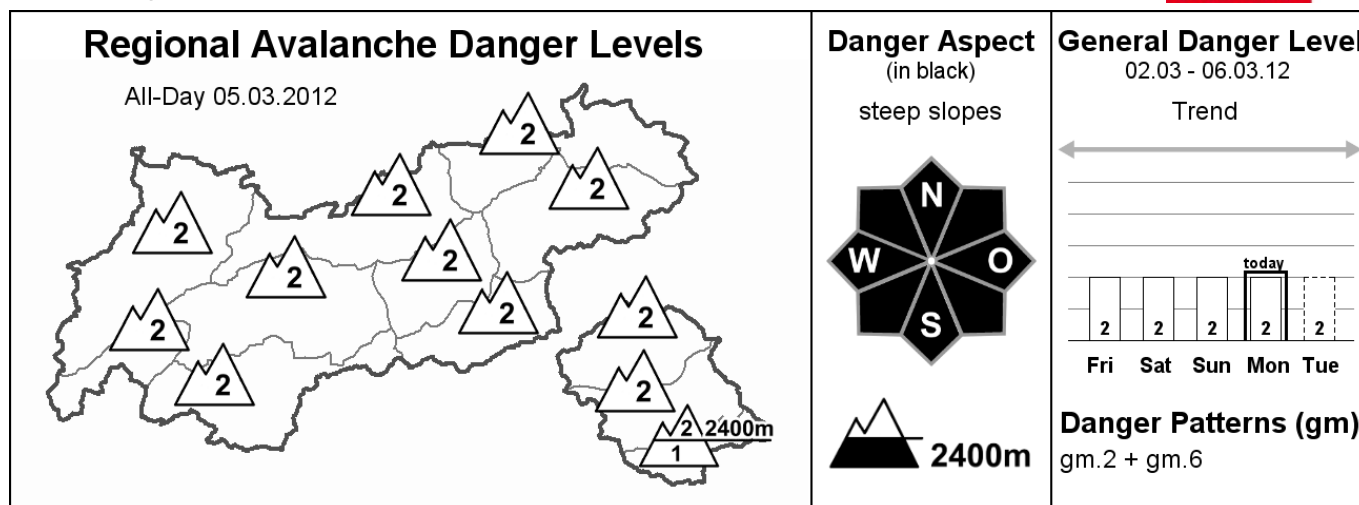 Regional Avalanche Danger Levels
All-Day 05.03.2012
2
2
2
2
2
2
2
2
2
2
2
2
2 2400m
1
Danger Aspect
(in black)
steep slopes
N
W O
S
2400m
General Danger Level
02.03 - 06.03.12
Trend
today
2 2 2 2 2
Fri Sat Sun Mon Tue
Danger Patterns (gm)
gm.2 + gm.6